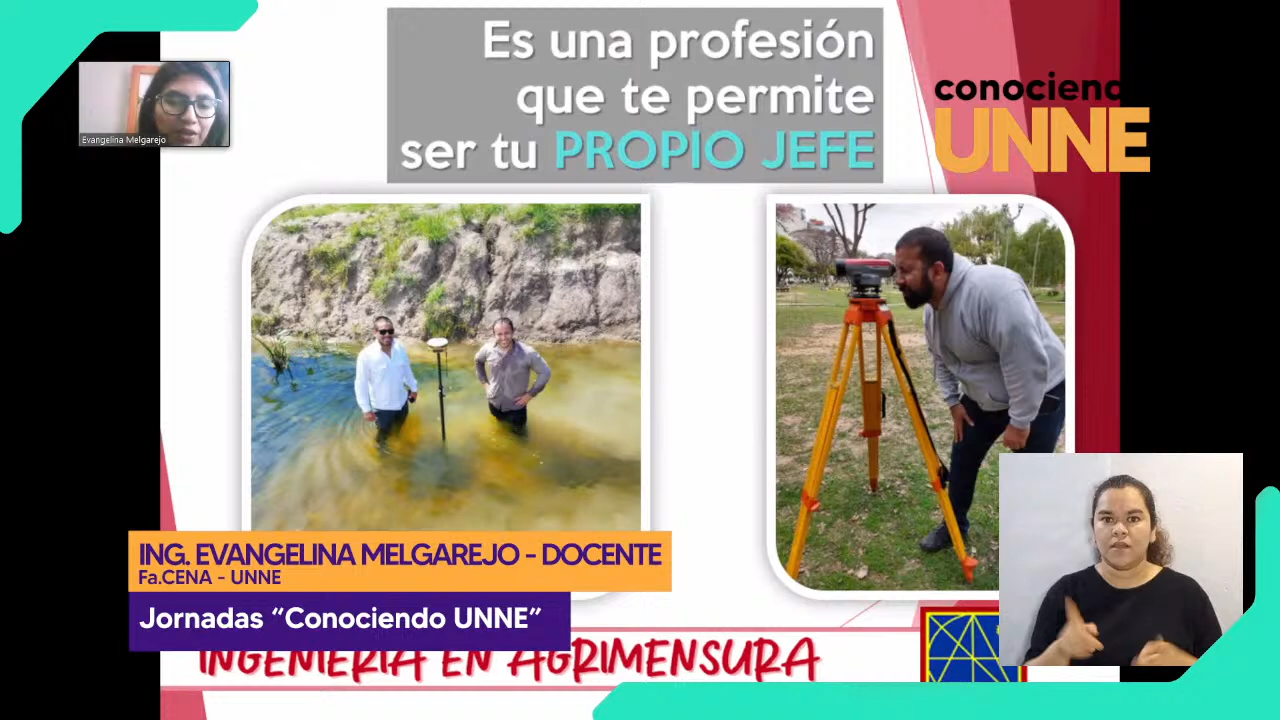 Es una profesión
que te permite
ser tu PROPIO JEFE
conociend
UNNE
Evangelina Melgarejo
ING. EVANGELINA MELGAREJO - DOCENTE
Fa.CENA - UNNE
Jornadas “Conociendo UNNE”
INGENIERÍA EN AGRIMENSURA